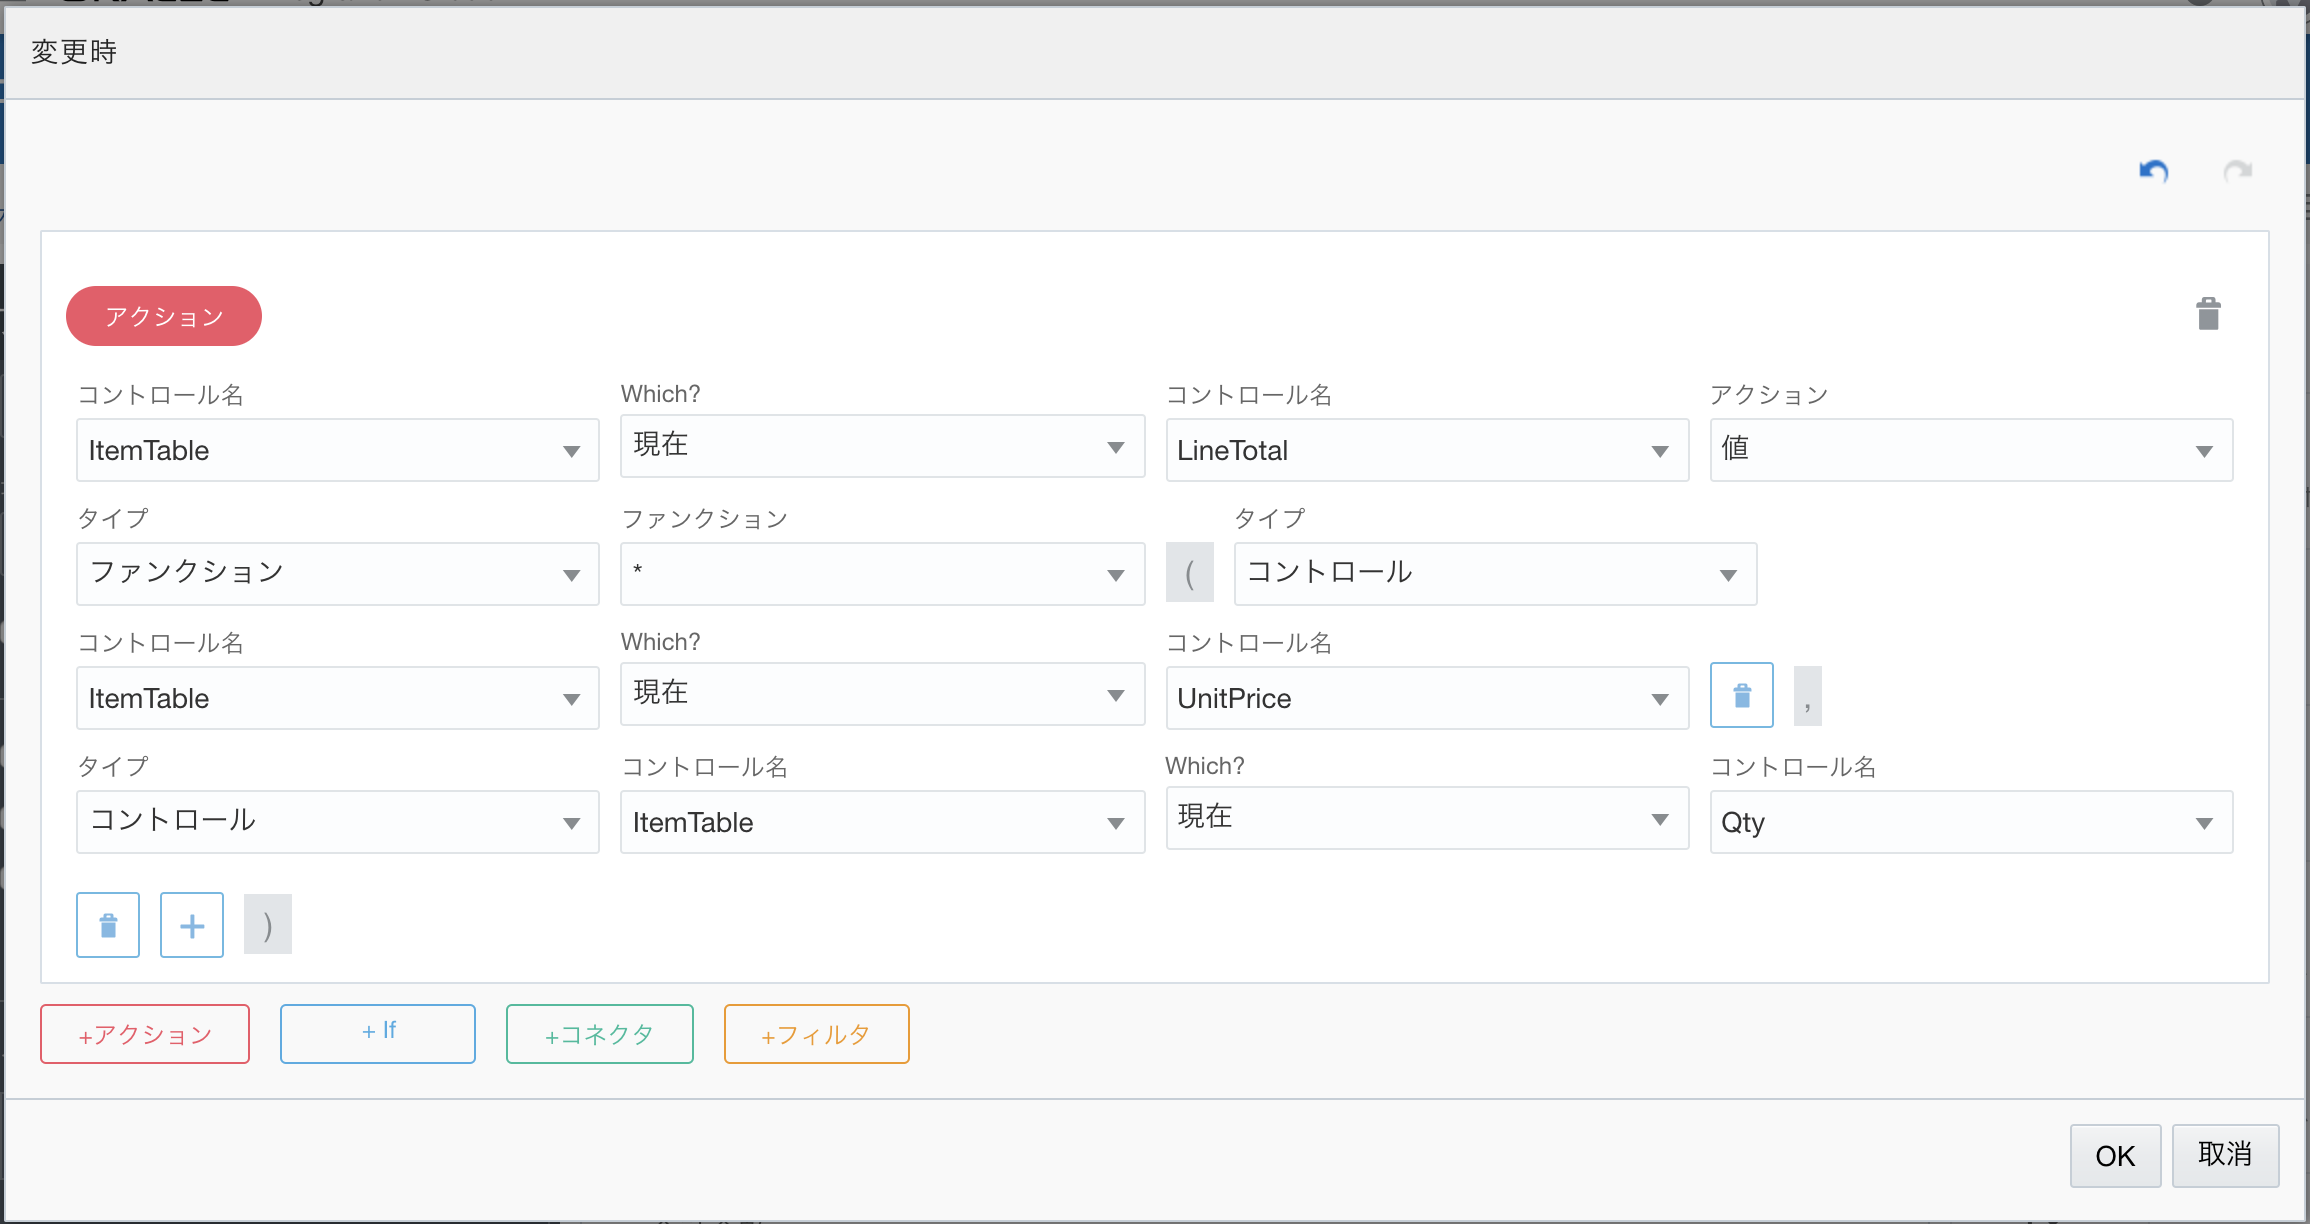 変更時
アクション
コントロール名 Which? コントロール名 アクション
ItemTable 現在 LineTotal 値
タイプ ファンクション タイプ
ファンクション * ( コントロール
コントロール名 Which? コントロール名
ItemTable 現在 UnitPrice ,
タイプ コントロール名 Which? コントロール名
コントロール ItemTable 現在 Qty
+ )
+アクション + If +コネクタ +フィルタ
OK 取消